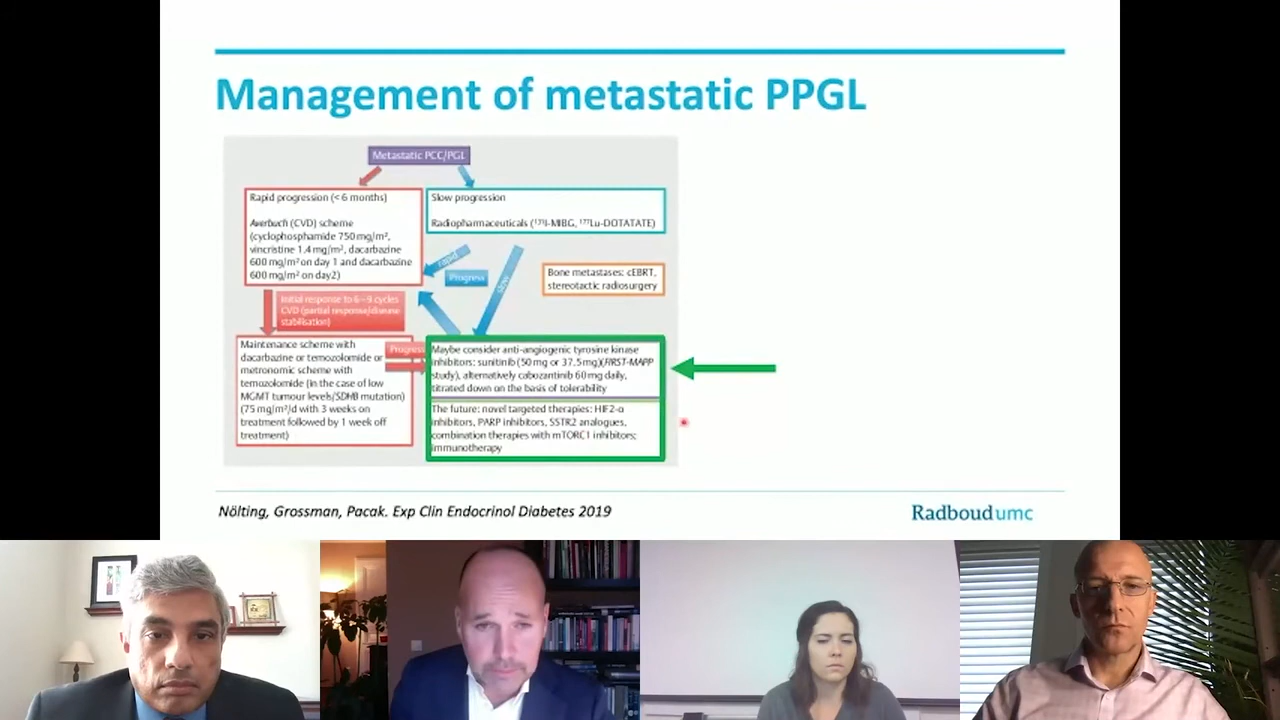 Management of metastatic PPGL
Metastatic PCC/PGL
Rapid progression (< 6 months)
Averbuch (CVD) scheme
(cyclophosphamide 750 mg/m²,
vincristine 1.4 mg/m², dacarbazine
600 mg/m² on day 1 and dacarbazine
600 mg/m² on day2)
Slow progression
Radiopharmaceuticals (¹³¹I-MIBG, ¹⁷⁷Lu-DOTATATE)
rapid
Progress
slow
Bone metastases: cEBRT,
stereotactic radiosurgery
Initial response to 6–9 cycles
CVD (partial response/disease
stabilisation)
Maintenance scheme with
dacarbazine or temozolomide or
metronomic scheme with
temozolomide (in the case of low
MGMT tumour levels/SDHB mutation)
(75 mg/m²/d with 3 weeks on
treatment followed by 1 week off
treatment)
Progress
Maybe consider anti-angiogenic tyrosine kinase
inhibitors: sunitinib (50 mg or 37.5 mg)(FIRST-MAPP
study), alternatively cabozantinib 60 mg daily,
titrated down on the basis of tolerability
The future: novel targeted therapies: HIF2-α
inhibitors, PARP inhibitors, SSTR2 analogues,
combination therapies with mTORC1 inhibitors;
immunotherapy
Nölting, Grossman, Pacak. Exp Clin Endocrinol Diabetes 2019
Radboudumc